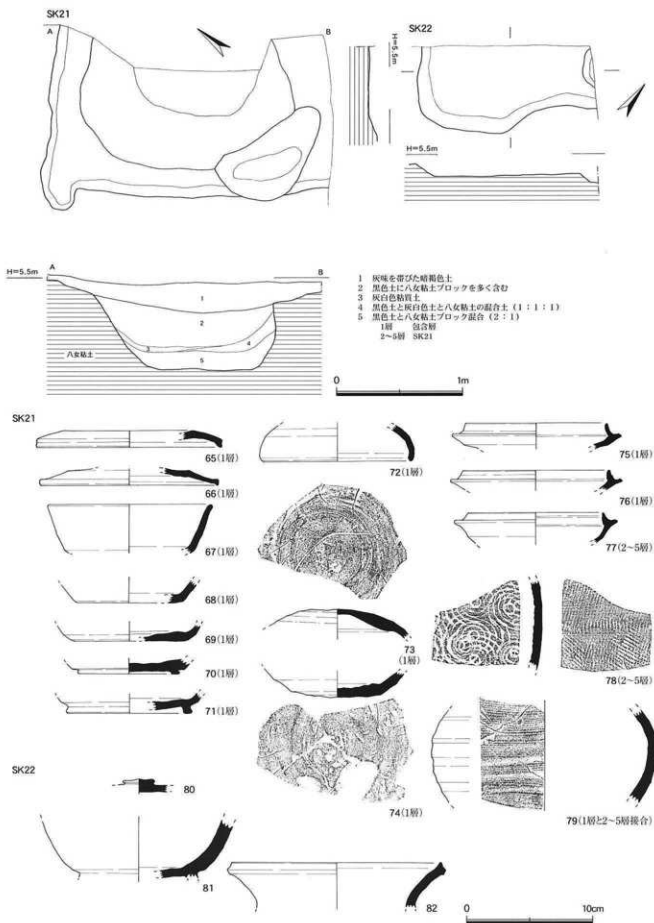 SK21
A
B
H=5.5m
SK22
H=5.5m
A
B
H=5.5m
1
2
3
4
5
八女粘土
1 灰味を帯びた暗褐色土
2 黒色土に八女粘土ブロックを多く含む
3 灰白色粘質土
4 黒色土と灰白色土と八女粘土の混合土（1：1：1）
5 黒色土と八女粘土ブロック混合（2：1）
1層 包含層
2〜5層 SK21
0 1m
SK21
65(1層)
66(1層)
67(1層)
68(1層)
69(1層)
70(1層)
71(1層)
72(1層)
73
(1層)
74(1層)
75(1層)
76(1層)
77(2〜5層)
78(2〜5層)
79(1層と2〜5層接合)
SK22
80
81
82
0 10cm